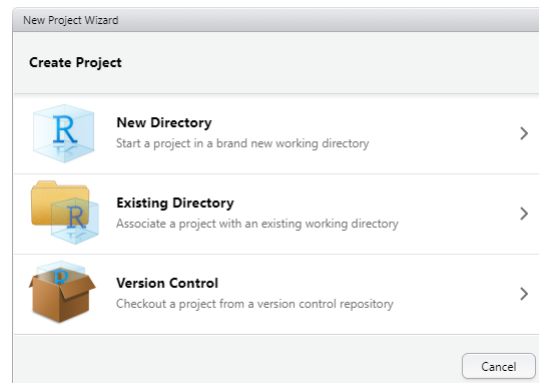 New Project Wizard
Create Project
R
New Directory
Start a project in a brand new working directory
R
Existing Directory
Associate a project with an existing working directory
R
Version Control
Checkout a project from a version control repository
Cancel